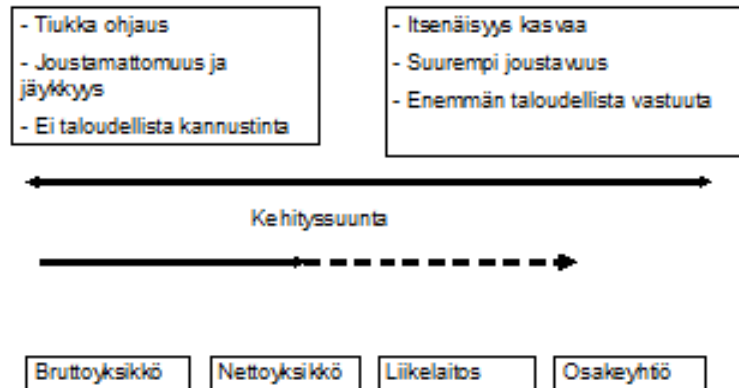 - Tiukka ohjaus
- Joustamattomuus ja
jäykkyys
- Ei taloudellista kannustinta
- Itsenäisyys kasvaa
- Suurempi joustavuus
- Enemmän taloudellista vastuuta
Kehityssuunta
Bruttoyksikkö
Nettoyksikkö
Liikelaitos
Osakeyhtiö